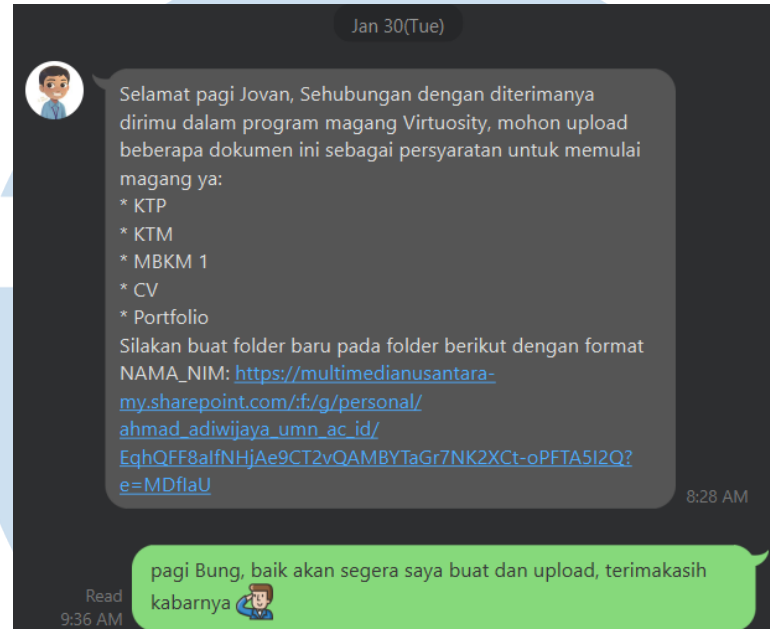 Jan 30(Tue)
Selamat pagi Jovan, Sehubungan dengan diterimanya
dirimu dalam program magang Virtuosity, mohon upload
beberapa dokumen ini sebagai persyaratan untuk memulai
magang ya:
* KTP
* KTM
* MBKM 1
* CV
* Portfolio
Silakan buat folder baru pada folder berikut dengan format
NAMA_NIM: https://multimedianusantara-
my.sharepoint.com/:f:/g/personal/
ahmad_adiwijaya_umn_ac_id/
EqhQFF8aIfNHjAe9CT2vQAMBYTaGr7NK2XCt-oPFTA5I2Q?
e=MDfIaU
8:28 AM
pagi Bung, baik akan segera saya buat dan upload, terimakasih
kabarnya
Read
9:36 AM